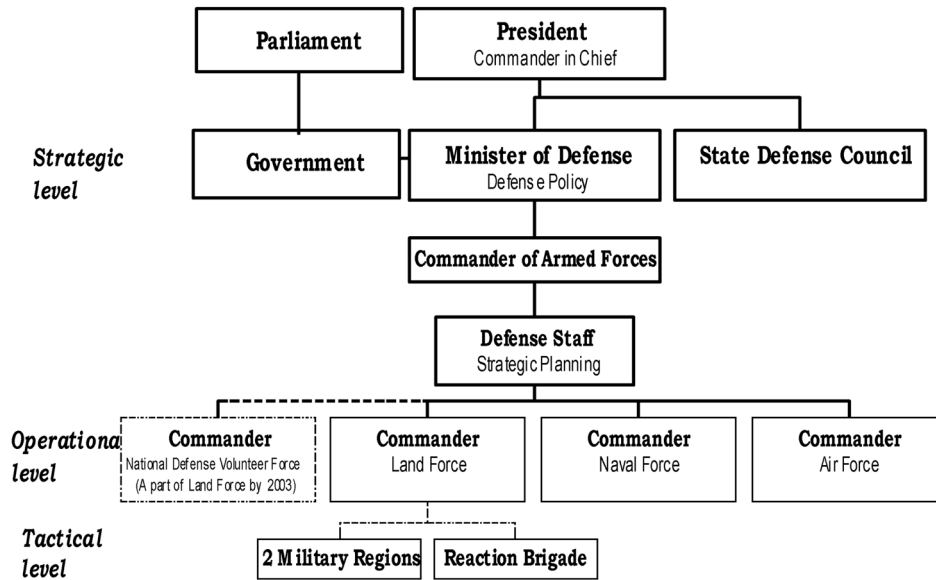 Parliament
President
Commander in Chief
Strategic
level
Government
Minister of Defense
Defense Policy
State Defense Council
Commander of Armed Forces
Defense Staff
Strategic Planning
Operationa
level
Commander
National Defense Volunteer Force
(A part of Land Force by 2003)
Commander
Land Force
Commander
Naval Force
Commander
Air Force
Tactical
level
2 Military Regions
Reaction Brigade